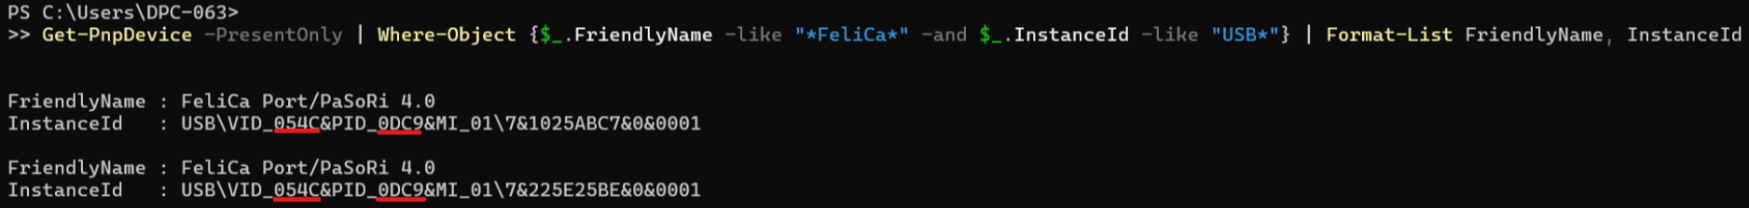 PS C:\Users\DPC-063>
>> Get-PnpDevice -PresentOnly | Where-Object {$_.FriendlyName -like "*FeliCa*" -and $_.InstanceId -like "USB*"} | Format-List FriendlyName, InstanceId
FriendlyName : FeliCa Port/PaSoRi 4.0
InstanceId   : USB\VID_054C&PID_0DC9&MI_01\7&1025ABC7&0&0001
FriendlyName : FeliCa Port/PaSoRi 4.0
InstanceId   : USB\VID_054C&PID_0DC9&MI_01\7&225E25BE&0&0001